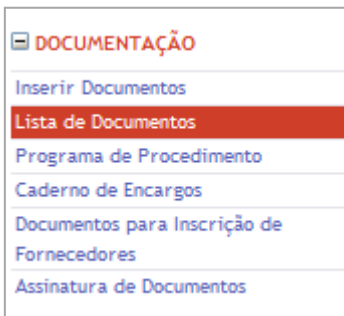 DOCUMENTAÇÃO
Inserir Documentos
Lista de Documentos
Programa de Procedimento
Caderno de Encargos
Documentos para Inscrição de
Fornecedores
Assinatura de Documentos